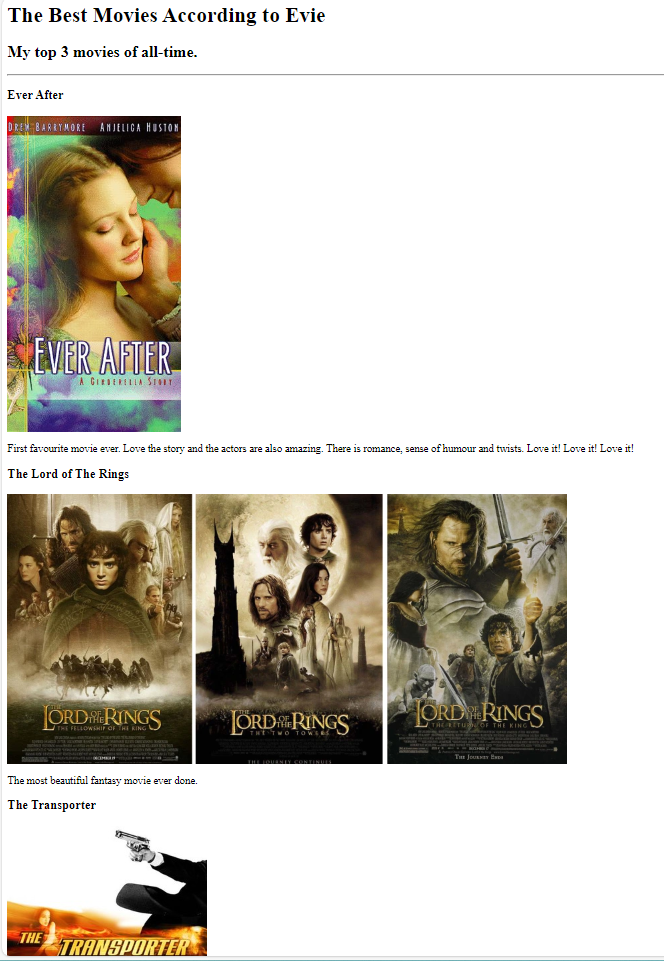 The Best Movies According to Evie
My top 3 movies of all-time.
Ever After
DREW BARRYMORE ANJELICA HUSTON
EVER AFTER
A CINDERELLA STORY
First favourite movie ever. Love the story and the actors are also amazing. There is romance, sense of humour and twists. Love it! Love it! Love it!
The Lord of The Rings
THE
LORD OF THE RINGS
THE FELLOWSHIP OF THE RING
DECEMBER 19
THE
LORD OF THE RINGS
THE TWO TOWERS
THE JOURNEY CONTINUES
THE
LORD OF THE RINGS
THE RETURN OF THE KING
THE JOURNEY ENDS
The most beautiful fantasy movie ever done.
The Transporter
THE TRANSPORTER